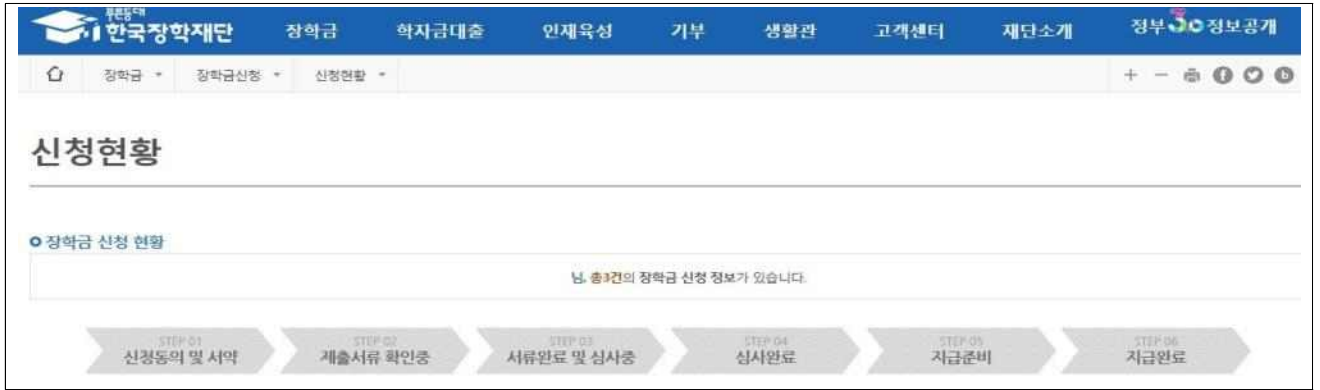 푸른등대
한국장학재단 장학금 학자금대출 인재육성 기부 생활관 고객센터 재단소개 정부3.0정보공개
장학금 장학금신청 신청현황 + -
신청현황
장학금 신청 현황
님, 총3건의 장학금 신청 정보가 있습니다.
STEP 01 STEP 02 STEP 03 STEP 04 STEP 05 STEP 06
신청동의 및 서약 제출서류 확인중 서류완료 및 심사중 심사완료 지급준비 지급완료